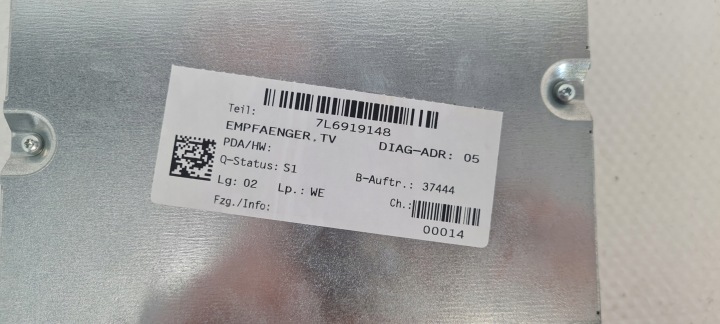 Teil:
7L6919148
EMPFAENGER.TV DIAG-ADR: 05
PDA/HW:
Q-Status: S1
B-Auftr.: 37444
Lg: 02 Lp.: WE
Ch.:
Fzg./Info:
00014